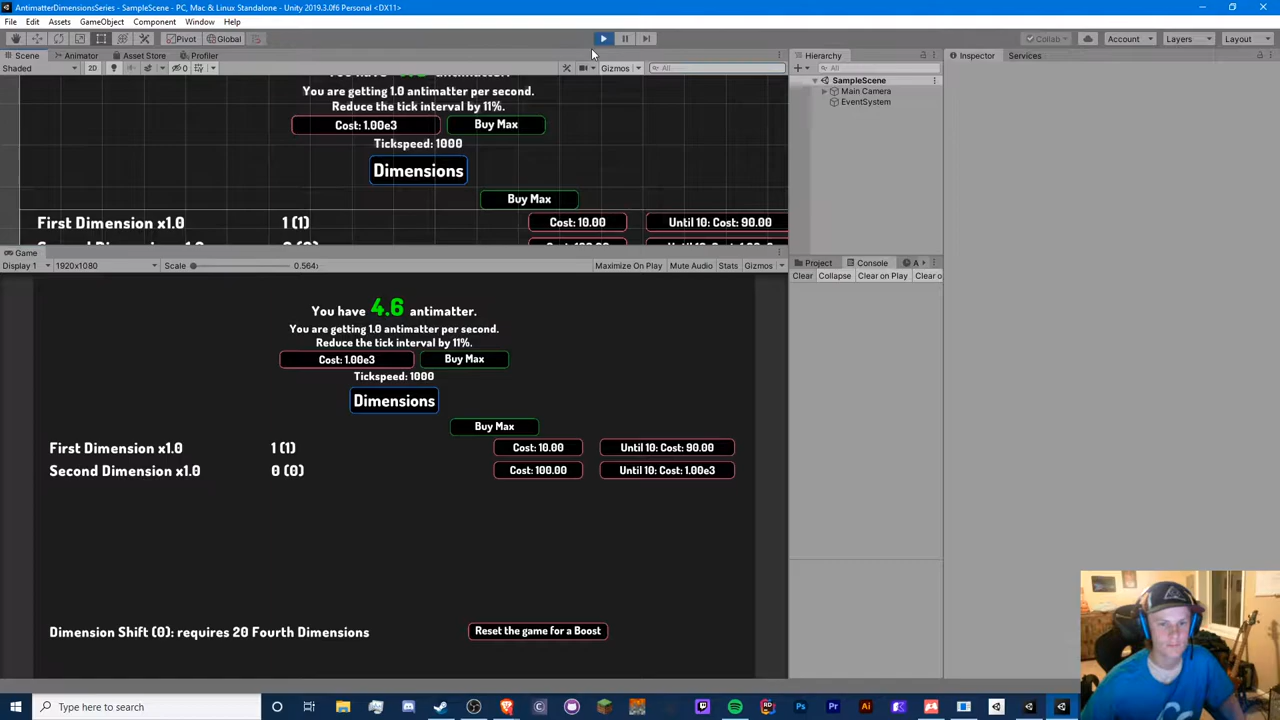 AntimatterDimensionsSeries - SampleScene - PC, Mac & Linux Standalone - Unity 2019.3.0f6 Personal <DX11>
File Edit Assets GameObject Component Window Help
Pivot Global Collab Account Layers Layout
Scene Animator Asset Store Profiler
Shaded 2D 0 Gizmos All
You are getting 1.0 antimatter per second.
Reduce the tick interval by 11%.
Cost: 1.00e3 Buy Max
Tickspeed: 1000
Dimensions
Buy Max
First Dimension x1.0 1 (1) Cost: 10.00 Until 10: Cost: 90.00
Game
Display 1 1920x1080 Scale 0.564 Maximize On Play Mute Audio Stats Gizmos
You have 4.6 antimatter.
You are getting 1.0 antimatter per second.
Reduce the tick interval by 11%.
Cost: 1.00e3 Buy Max
Tickspeed: 1000
Dimensions
Buy Max
First Dimension x1.0 1 (1) Cost: 10.00 Until 10: Cost: 90.00
Second Dimension x1.0 0 (0) Cost: 100.00 Until 10: Cost: 1.00e3
Dimension Shift (0): requires 20 Fourth Dimensions Reset the game for a Boost
Hierarchy
All
SampleScene
Main Camera
EventSystem
Project Console A
Clear Collapse Clear on Play Clear o
Inspector Services
Type here to search